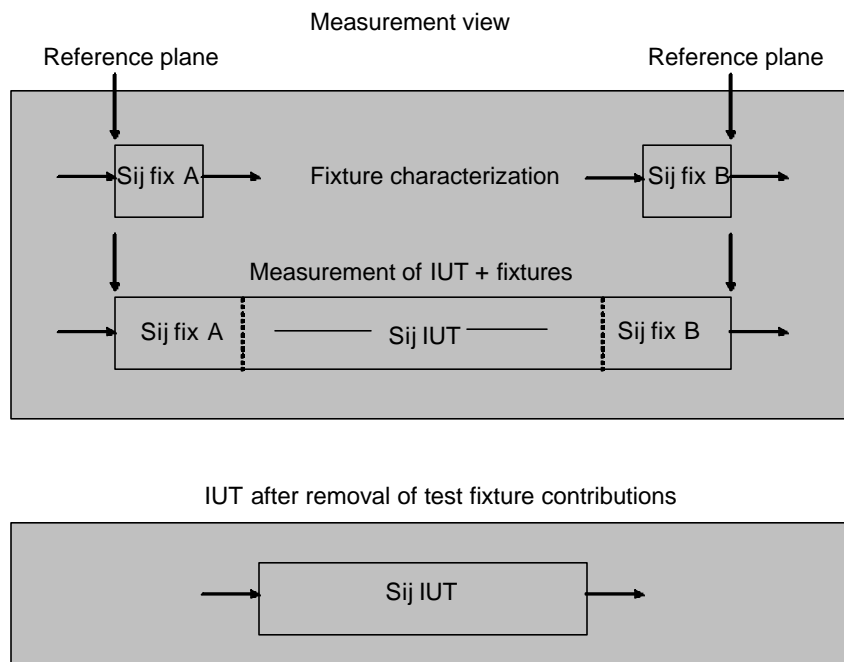 Measurement view
Reference plane
Reference plane
Sij fix A
Fixture characterization
Sij fix B
Measurement of IUT + fixtures
Sij fix A
Sij IUT
Sij fix B
IUT after removal of test fixture contributions
Sij IUT